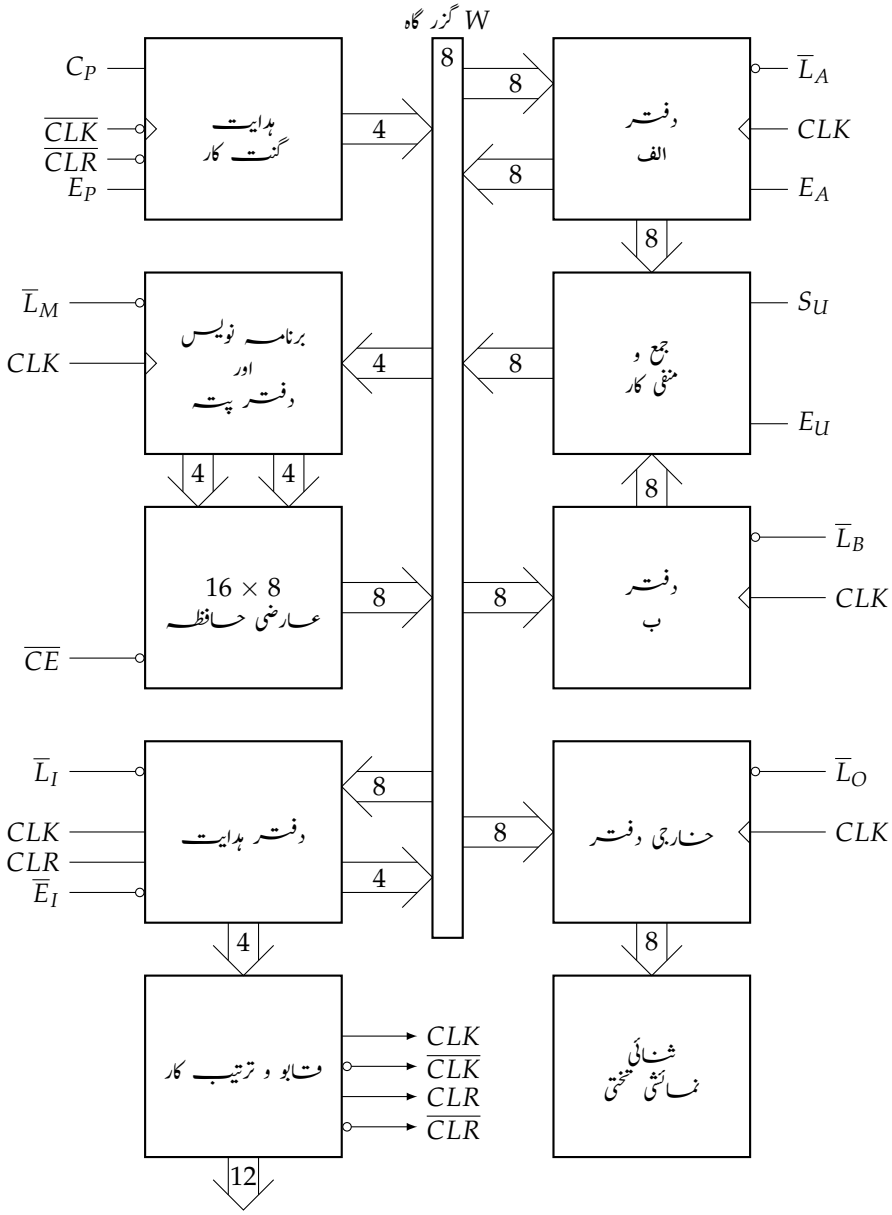 گزر گاہ W
8
C_P
\overline{CLK}
\overline{CLR}
E_P
ہدایت
گنت کار
4
8
8
دفتر
الف
\overline{L}_A
CLK
E_A
8
\overline{L}_M
CLK
برنامہ نویس
اور
دفتر پتہ
4
8
جمع و
منفی کار
S_U
E_U
4
4
8
\overline{CE}
16 × 8
عارضی حافظہ
8
8
دفتر
ب
\overline{L}_B
CLK
\overline{L}_I
CLK
CLR
\overline{E}_I
دفتر ہدایت
8
4
8
خارجی دفتر
\overline{L}_O
CLK
4
8
قابو و ترتیب کار
CLK
\overline{CLK}
CLR
\overline{CLR}
ثنائی
نمائشی تختی
12